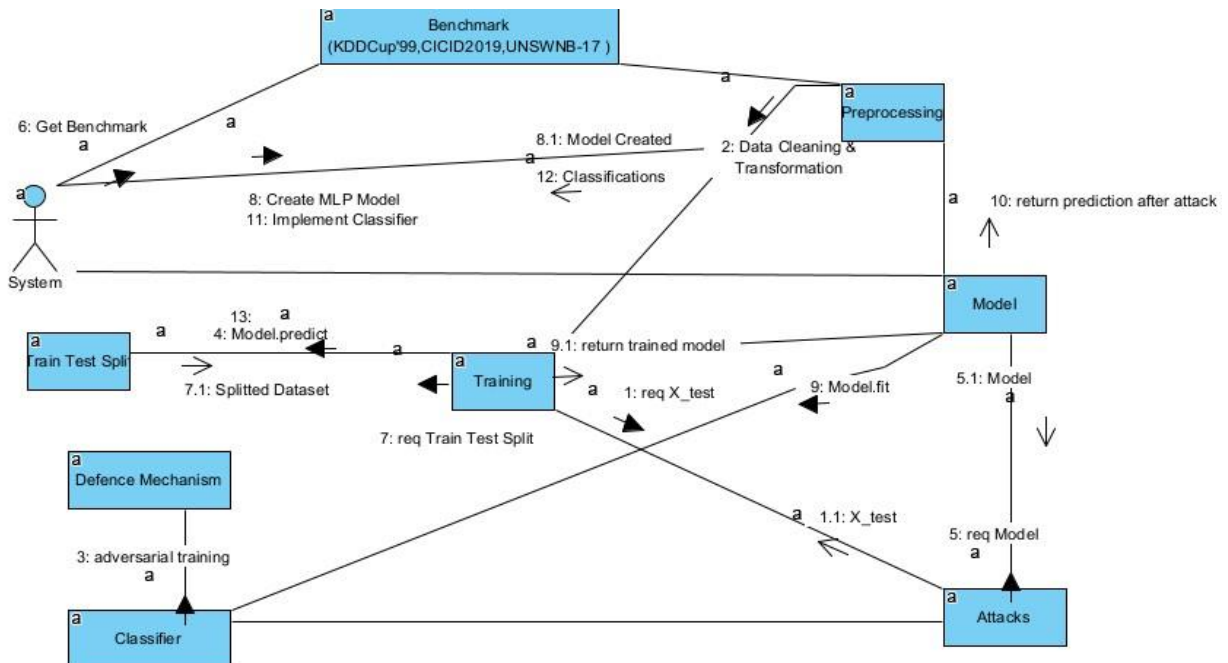 a
Benchmark
(KDDCup'99,CICID2019,UNSWNB-17 )
a
a
Preprocessing
6: Get Benchmark
a
a
8.1: Model Created
a
2: Data Cleaning &
Transformation
12: Classifications
a
8: Create MLP Model
11: Implement Classifier
a
10: return prediction after attack
System
a
Model
13:
a
4: Model.predict
a
a
Train Test Split
7.1: Splitted Dataset
a
a
Training
a
9.1: return trained model
a
1: req X_test
a
9: Model.fit
5.1: Model
a
7: req Train Test Split
a
Defence Mechanism
a
1.1: X_test
3: adversarial training
a
5: req Model
a
a
Classifier
a
Attacks